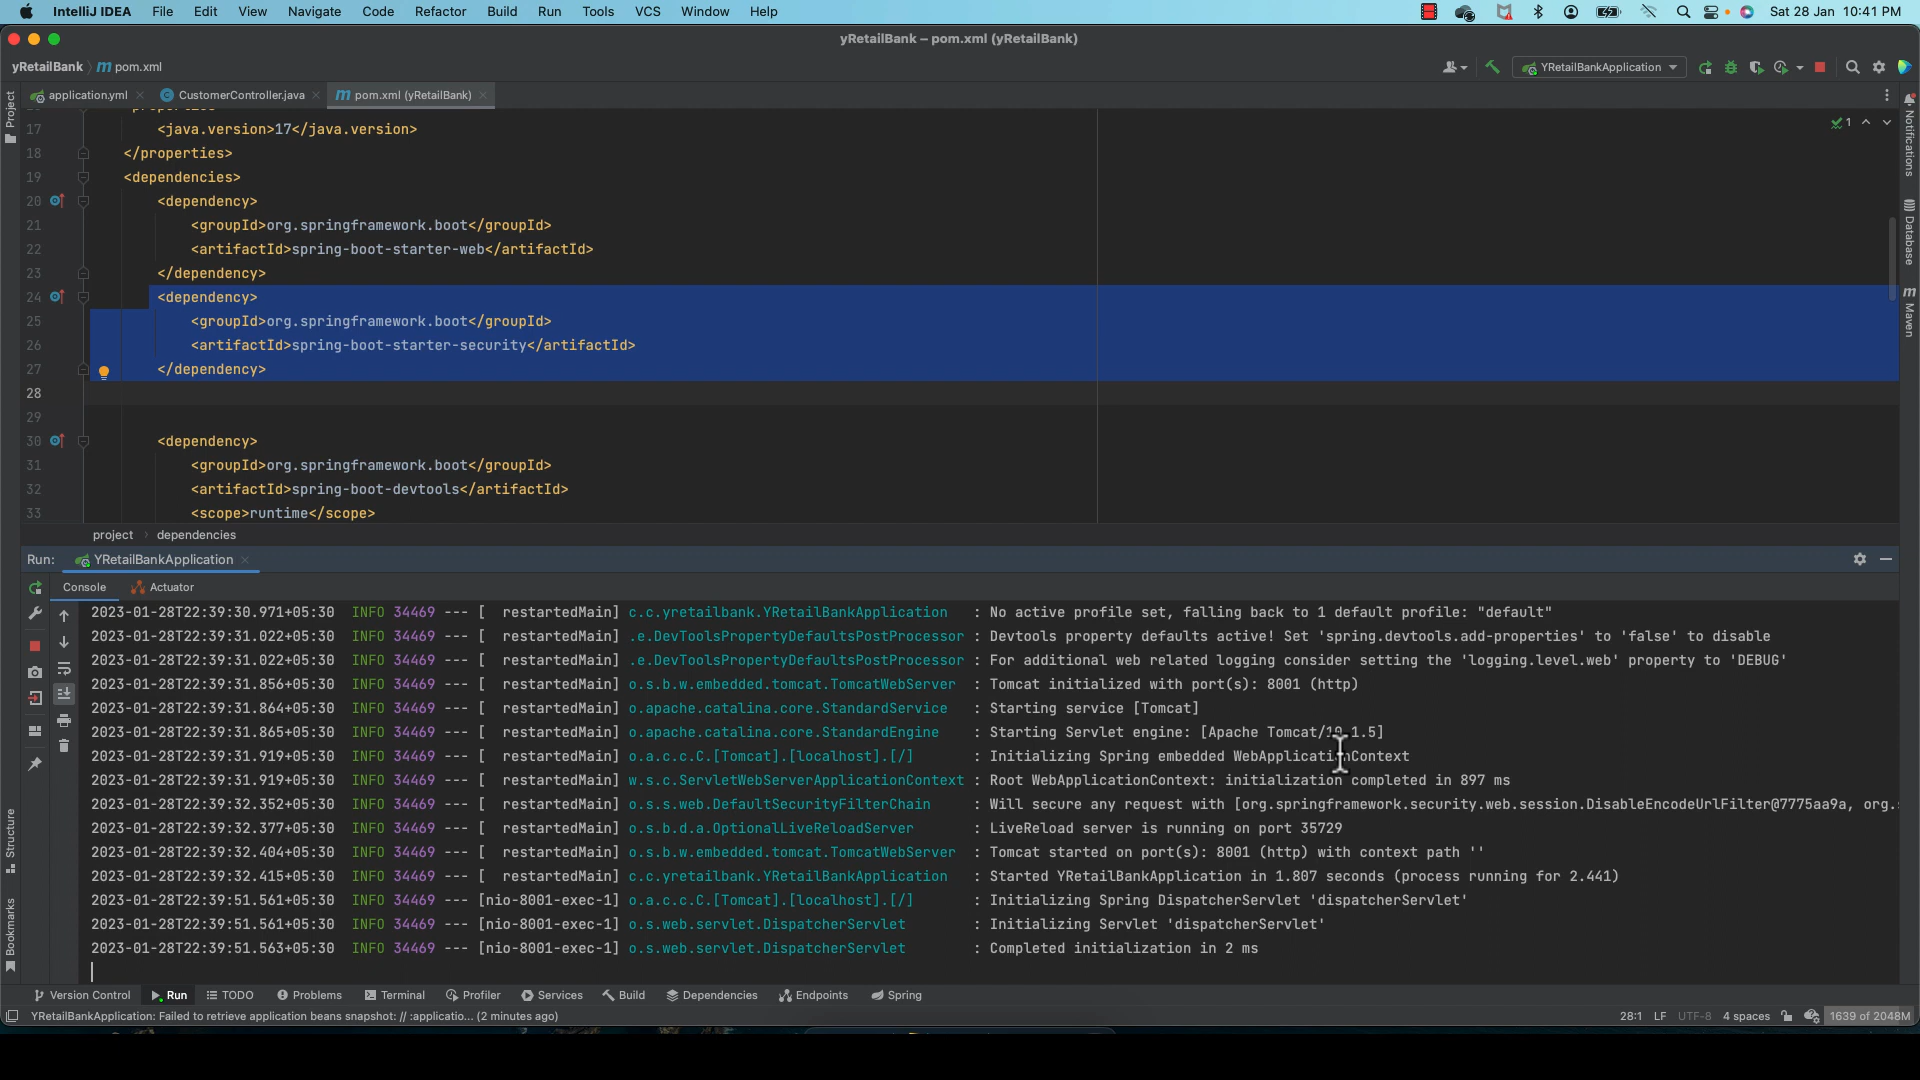 IntelliJ IDEA File Edit View Navigate Code Refactor Build Run Tools VCS Window Help Sat 28 Jan 10:41 PM
yRetailBank – pom.xml (yRetailBank)
yRetailBank pom.xml YRetailBankApplication
application.yml CustomerController.java pom.xml (yRetailBank)
Project
Notifications
Database
Maven
1
17 <java.version>17</java.version>
18 </properties>
19 <dependencies>
20 <dependency>
21 <groupId>org.springframework.boot</groupId>
22 <artifactId>spring-boot-starter-web</artifactId>
23 </dependency>
24 <dependency>
25 <groupId>org.springframework.boot</groupId>
26 <artifactId>spring-boot-starter-security</artifactId>
27 </dependency>
28
29
30 <dependency>
31 <groupId>org.springframework.boot</groupId>
32 <artifactId>spring-boot-devtools</artifactId>
33 <scope>runtime</scope>
project › dependencies
Run: YRetailBankApplication
Console Actuator
2023-01-28T22:39:30.971+05:30 INFO 34469 --- [ restartedMain] c.c.yretailbank.YRetailBankApplication : No active profile set, falling back to 1 default profile: "default"
2023-01-28T22:39:31.022+05:30 INFO 34469 --- [ restartedMain] .e.DevToolsPropertyDefaultsPostProcessor : Devtools property defaults active! Set 'spring.devtools.add-properties' to 'false' to disable
2023-01-28T22:39:31.022+05:30 INFO 34469 --- [ restartedMain] .e.DevToolsPropertyDefaultsPostProcessor : For additional web related logging consider setting the 'logging.level.web' property to 'DEBUG'
2023-01-28T22:39:31.856+05:30 INFO 34469 --- [ restartedMain] o.s.b.w.embedded.tomcat.TomcatWebServer : Tomcat initialized with port(s): 8001 (http)
2023-01-28T22:39:31.864+05:30 INFO 34469 --- [ restartedMain] o.apache.catalina.core.StandardService : Starting service [Tomcat]
2023-01-28T22:39:31.865+05:30 INFO 34469 --- [ restartedMain] o.apache.catalina.core.StandardEngine : Starting Servlet engine: [Apache Tomcat/10.1.5]
2023-01-28T22:39:31.919+05:30 INFO 34469 --- [ restartedMain] o.a.c.c.C.[Tomcat].[localhost].[/] : Initializing Spring embedded WebApplicationContext
2023-01-28T22:39:31.919+05:30 INFO 34469 --- [ restartedMain] w.s.c.ServletWebServerApplicationContext : Root WebApplicationContext: initialization completed in 897 ms
2023-01-28T22:39:32.352+05:30 INFO 34469 --- [ restartedMain] o.s.s.web.DefaultSecurityFilterChain : Will secure any request with [org.springframework.security.web.session.DisableEncodeUrlFilter@7775aa9a, org.
2023-01-28T22:39:32.377+05:30 INFO 34469 --- [ restartedMain] o.s.b.d.a.OptionalLiveReloadServer : LiveReload server is running on port 35729
2023-01-28T22:39:32.404+05:30 INFO 34469 --- [ restartedMain] o.s.b.w.embedded.tomcat.TomcatWebServer : Tomcat started on port(s): 8001 (http) with context path ''
2023-01-28T22:39:32.415+05:30 INFO 34469 --- [ restartedMain] c.c.yretailbank.YRetailBankApplication : Started YRetailBankApplication in 1.807 seconds (process running for 2.441)
2023-01-28T22:39:51.561+05:30 INFO 34469 --- [nio-8001-exec-1] o.a.c.c.C.[Tomcat].[localhost].[/] : Initializing Spring DispatcherServlet 'dispatcherServlet'
2023-01-28T22:39:51.561+05:30 INFO 34469 --- [nio-8001-exec-1] o.s.web.servlet.DispatcherServlet : Initializing Servlet 'dispatcherServlet'
2023-01-28T22:39:51.563+05:30 INFO 34469 --- [nio-8001-exec-1] o.s.web.servlet.DispatcherServlet : Completed initialization in 2 ms
Structure
Bookmarks
Version Control Run TODO Problems Terminal Profiler Services Build Dependencies Endpoints Spring
YRetailBankApplication: Failed to retrieve application beans snapshot: // :applicatio... (2 minutes ago) 28:1 LF UTF-8 4 spaces 1639 of 2048M